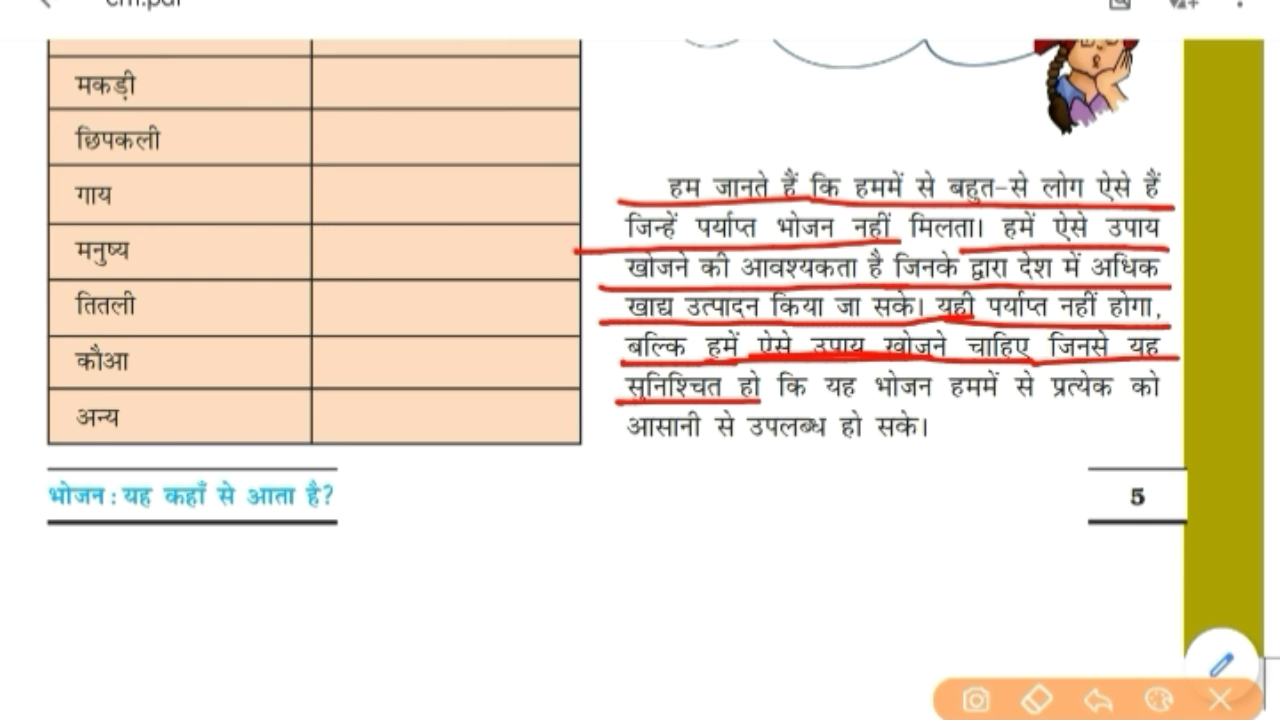 मकड़ी
छिपकली
गाय
मनुष्य
तितली
कौआ
अन्य
हम जानते हैं कि हममें से बहुत-से लोग ऐसे हैं
जिन्हें पर्याप्त भोजन नहीं मिलता। हमें ऐसे उपाय
खोजने की आवश्यकता है जिनके द्वारा देश में अधिक
खाद्य उत्पादन किया जा सके। यही पर्याप्त नहीं होगा,
बल्कि हमें ऐसे उपाय खोजने चाहिए जिनसे यह
सुनिश्चित हो कि यह भोजन हममें से प्रत्येक को
आसानी से उपलब्ध हो सके।
भोजन : यह कहाँ से आता है?
5